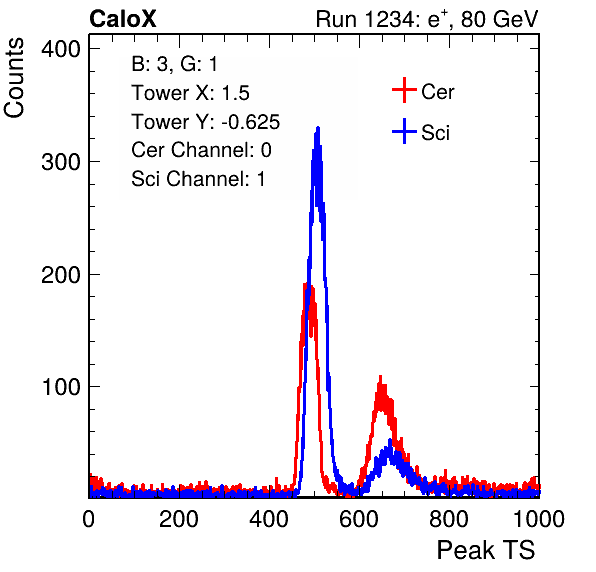 CaloX Run 1234: e⁺, 80 GeV
Counts
400
300
200
100
B: 3, G: 1
Tower X: 1.5
Tower Y: -0.625
Cer Channel: 0
Sci Channel: 1
Cer
Sci
0 200 400 600 800 1000
Peak TS